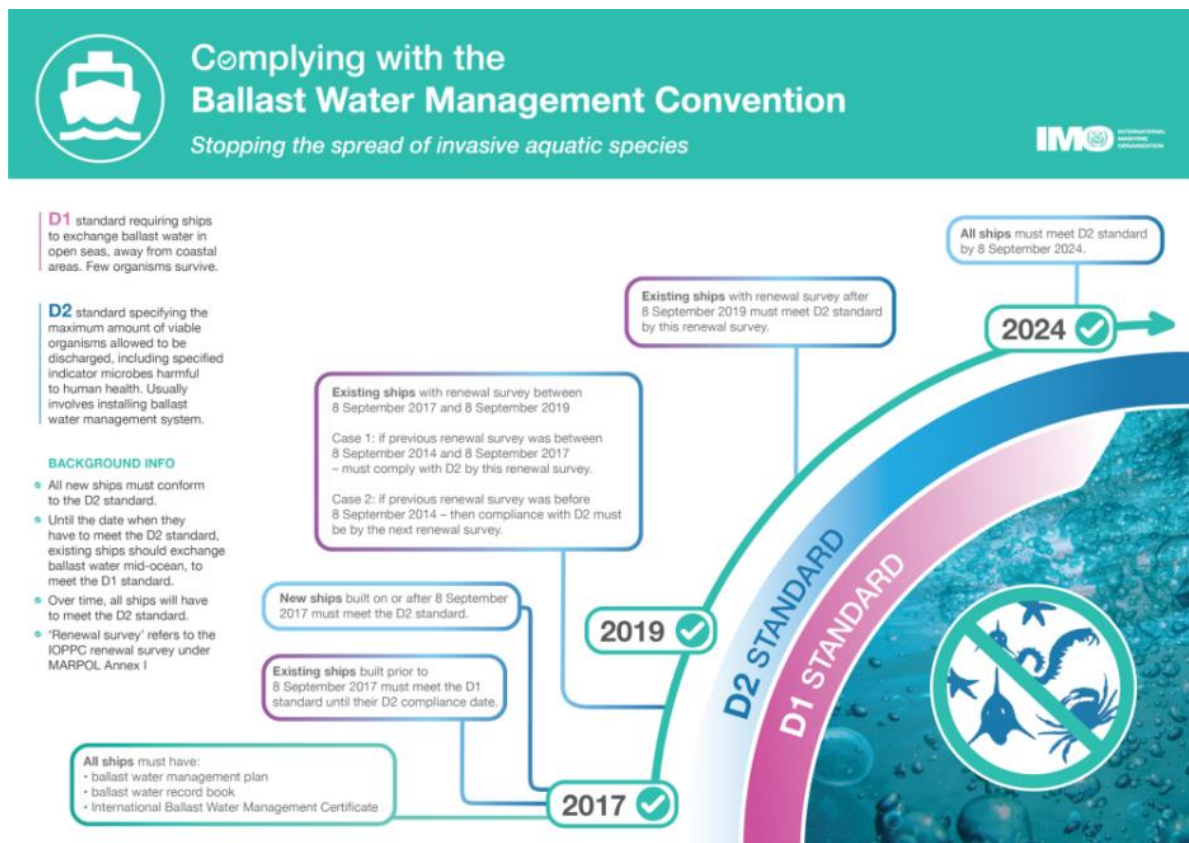 Complying with the
Ballast Water Management Convention
Stopping the spread of invasive aquatic species
IMO INTERNATIONAL
MARITIME
ORGANIZATION
D1 standard requiring ships
to exchange ballast water in
open seas, away from coastal
areas. Few organisms survive.
D2 standard specifying the
maximum amount of viable
organisms allowed to be
discharged, including specified
indicator microbes harmful
to human health. Usually
involves installing ballast
water management system.
BACKGROUND INFO
All new ships must conform
to the D2 standard.
Until the date when they
have to meet the D2 standard,
existing ships should exchange
ballast water mid-ocean, to
meet the D1 standard.
Over time, all ships will have
to meet the D2 standard.
'Renewal survey' refers to the
IOPPC renewal survey under
MARPOL Annex I
All ships must meet D2 standard
by 8 September 2024.
2024
Existing ships with renewal survey after
8 September 2019 must meet D2 standard
by this renewal survey.
Existing ships with renewal survey between
8 September 2017 and 8 September 2019
Case 1: if previous renewal survey was between
8 September 2014 and 8 September 2017
– must comply with D2 by this renewal survey.
Case 2: if previous renewal survey was before
8 September 2014 – then compliance with D2 must
be by the next renewal survey.
2019
New ships built on or after 8 September
2017 must meet the D2 standard.
Existing ships built prior to
8 September 2017 must meet the D1
standard until their D2 compliance date.
All ships must have:
• ballast water management plan
• ballast water record book
• International Ballast Water Management Certificate
2017
D2 STANDARD
D1 STANDARD